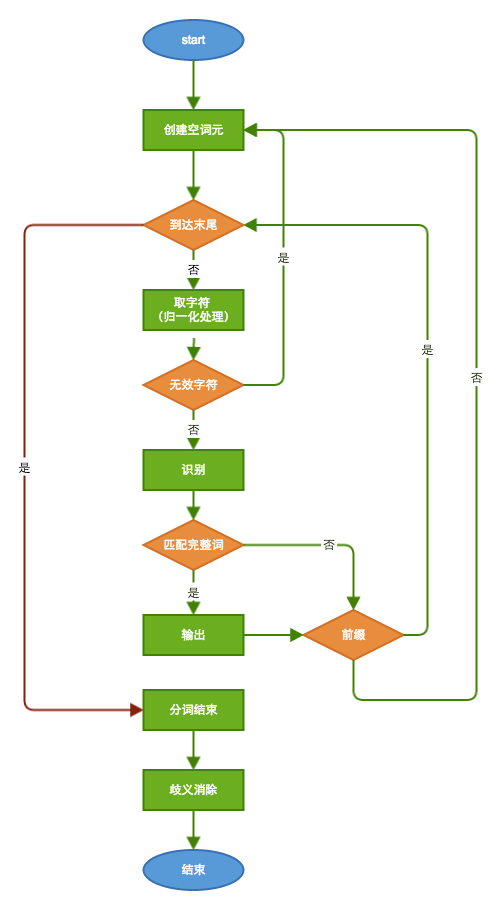 start
创建空词元
到达末尾
是
否
取字符
（归一化处理）
无效字符
是
否
否
是
识别
匹配完整词
否
是
输出
前缀
分词结束
歧义消除
结束